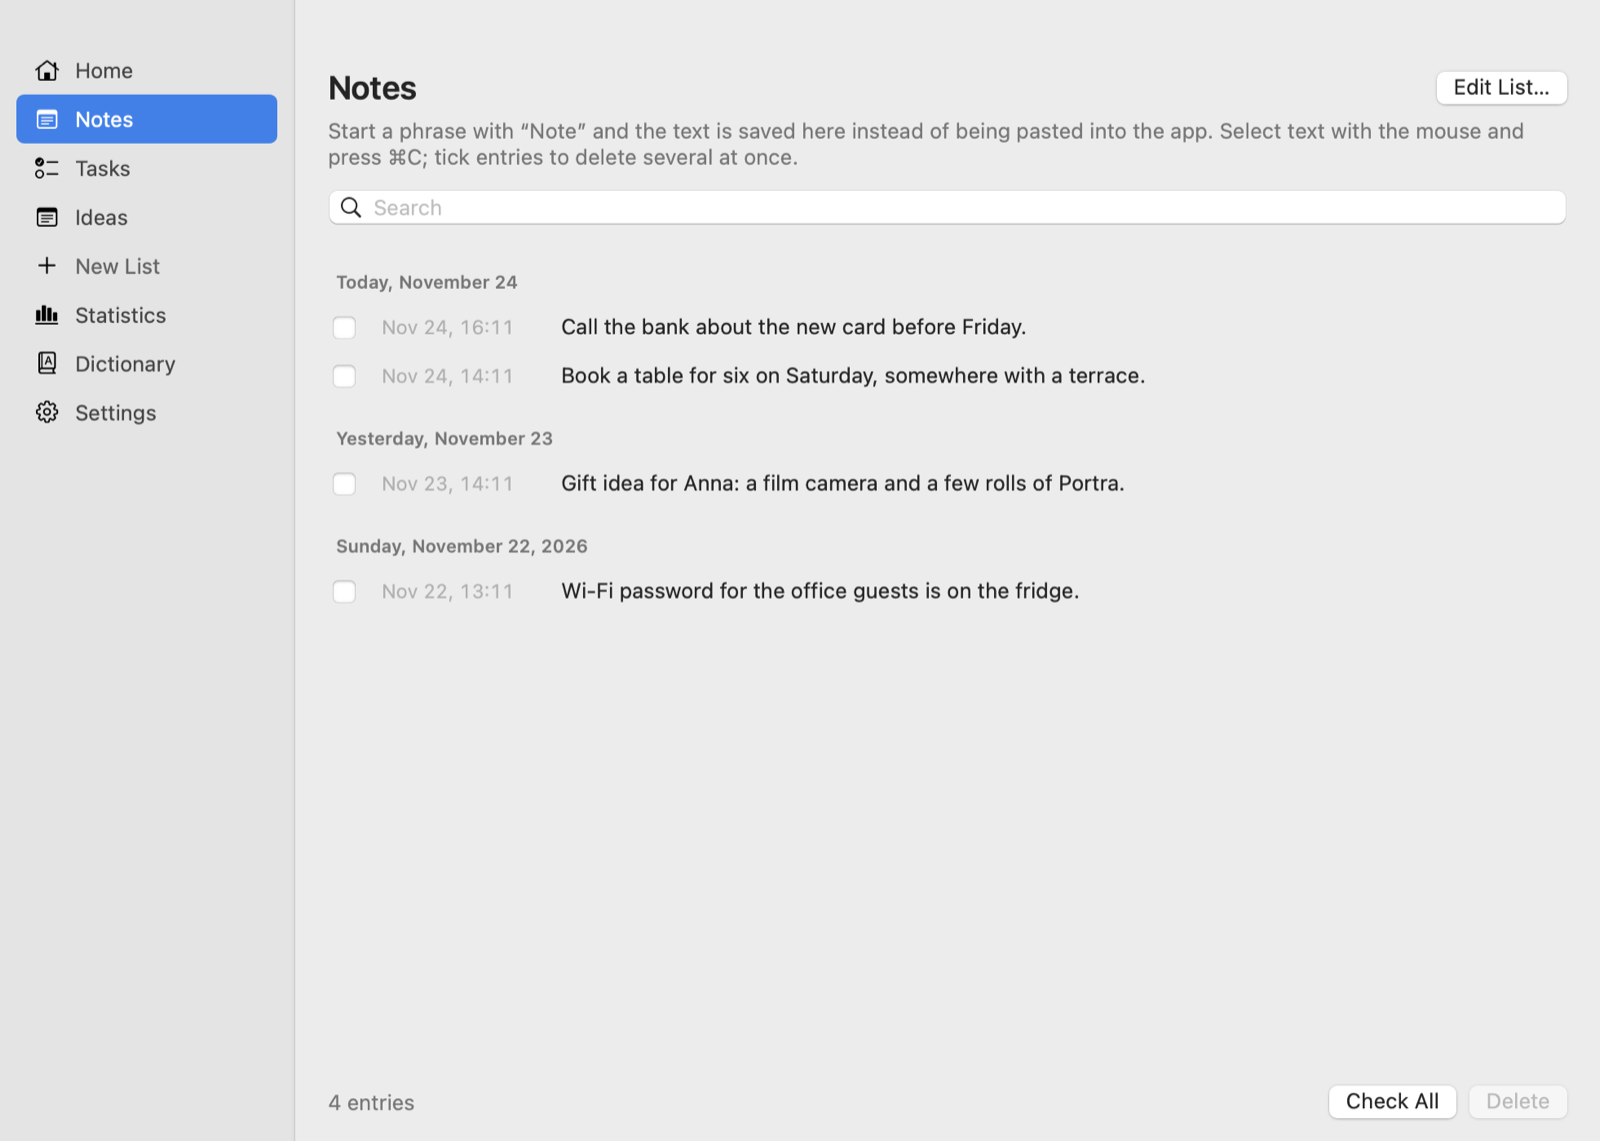 Home
Notes
Tasks
Ideas
New List
Statistics
Dictionary
Settings
Notes
Edit List...
Start a phrase with “Note” and the text is saved here instead of being pasted into the app. Select text with the mouse and
press ⌘C; tick entries to delete several at once.
Search
Today, November 24
Nov 24, 16:11 Call the bank about the new card before Friday.
Nov 24, 14:11 Book a table for six on Saturday, somewhere with a terrace.
Yesterday, November 23
Nov 23, 14:11 Gift idea for Anna: a film camera and a few rolls of Portra.
Sunday, November 22, 2026
Nov 22, 13:11 Wi-Fi password for the office guests is on the fridge.
4 entries
Check All
Delete